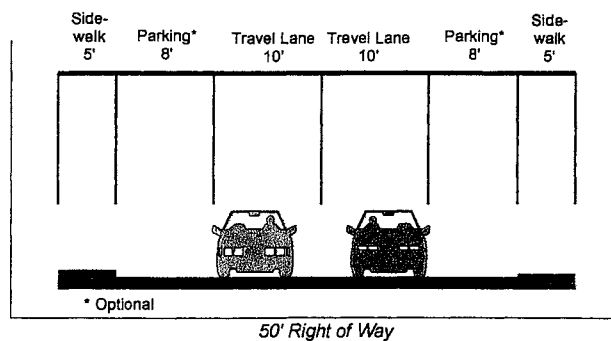 Side-
walk
5'
Parking*
8'
Travel Lane
10'
Trevel Lane
10'
Parking*
8'
Side-
walk
5'
* Optional
50' Right of Way